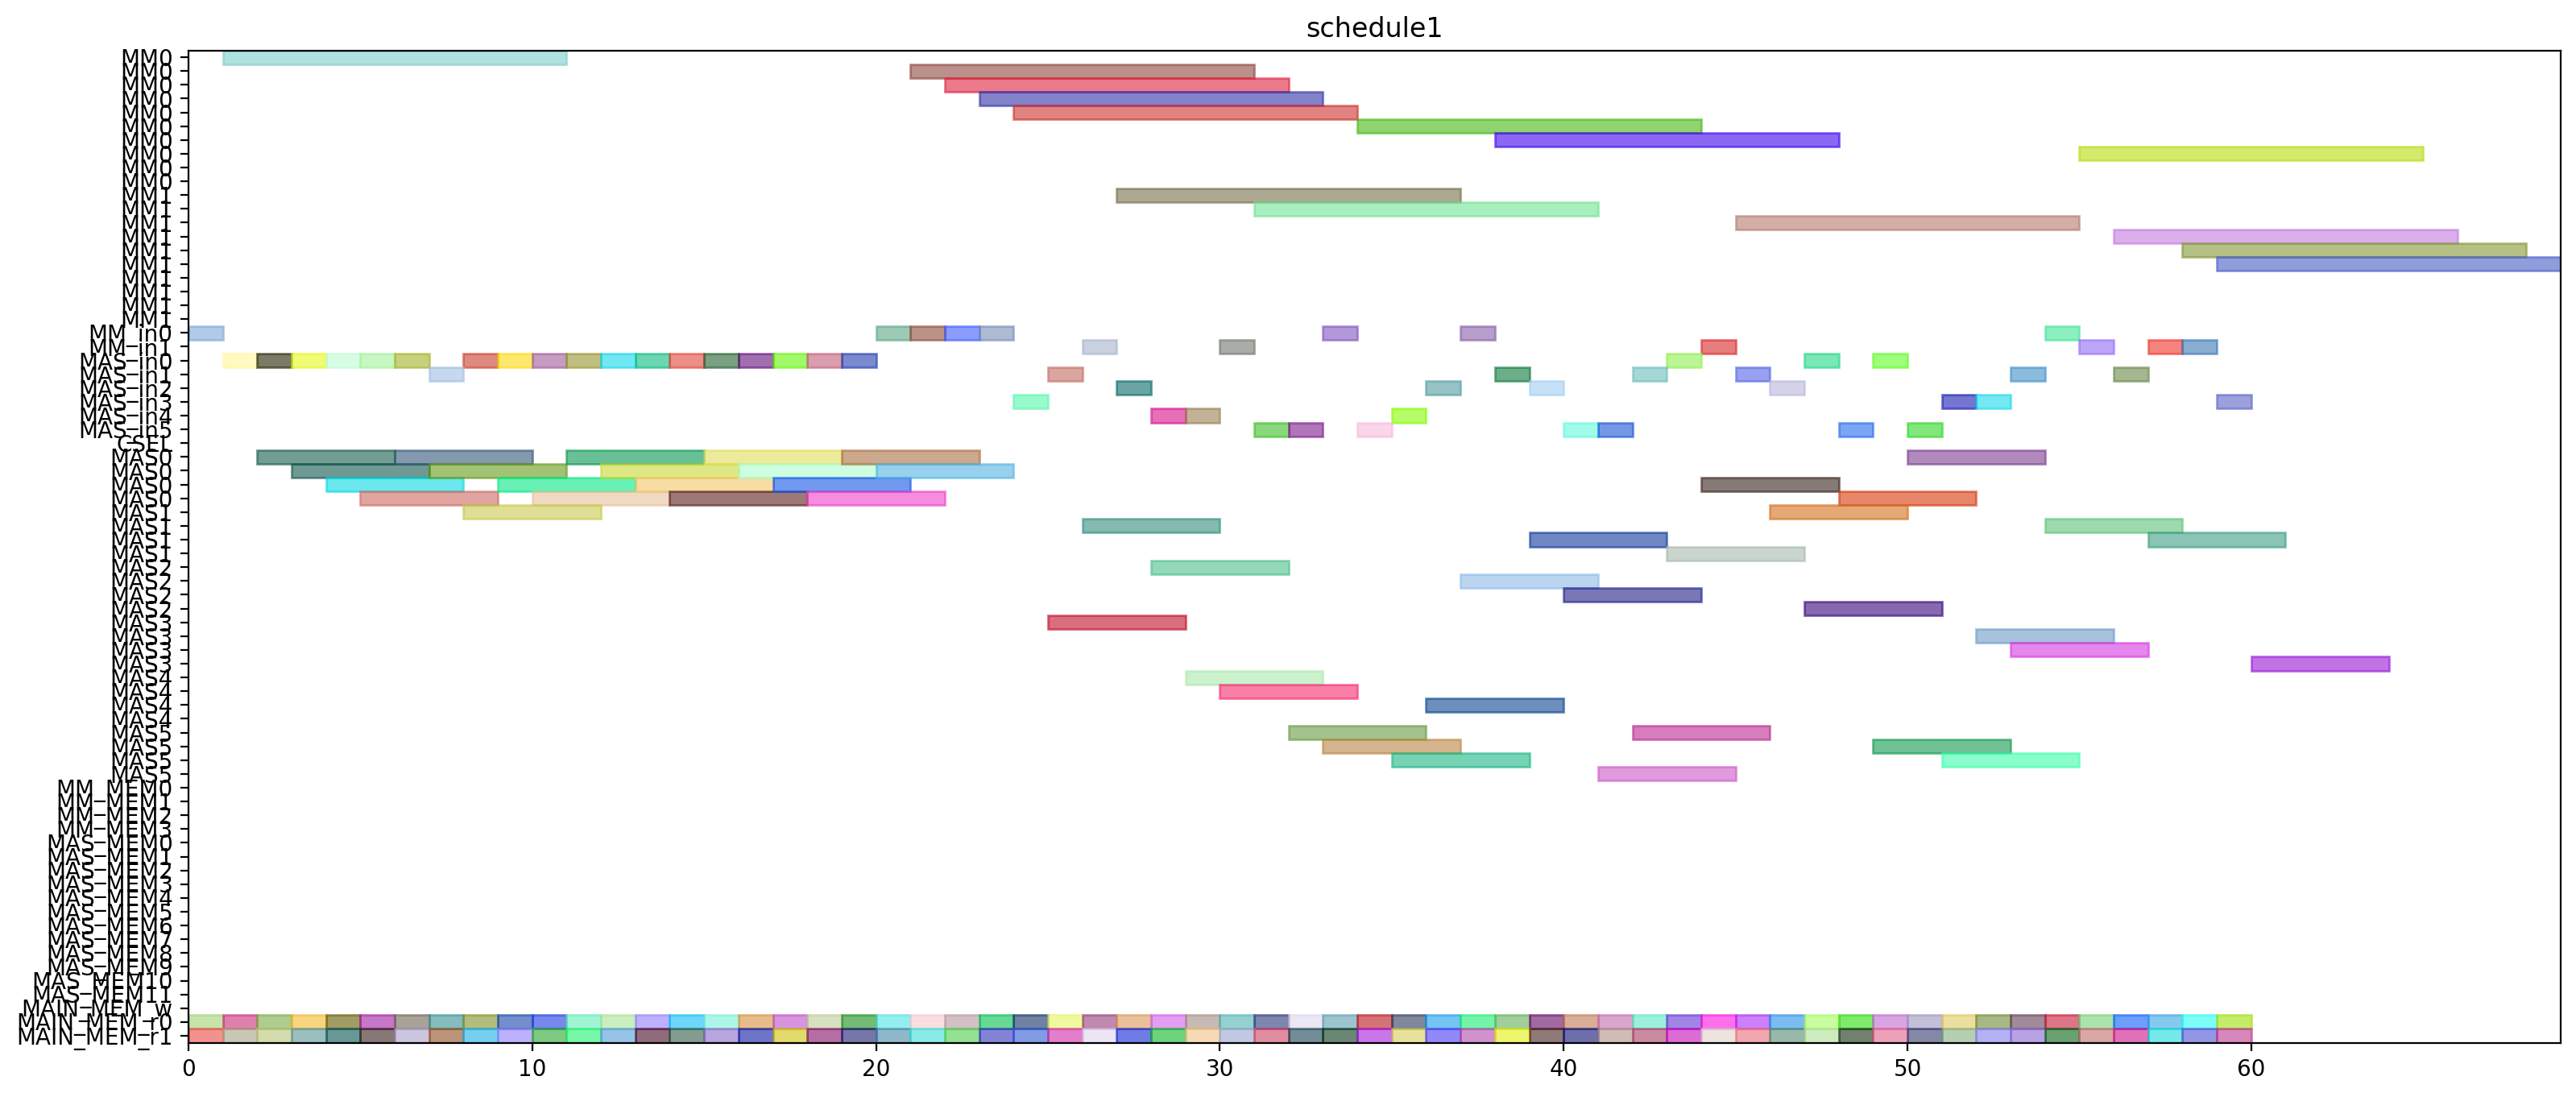 schedule1
MM0
MM0
MM0
MM0
MM0
MM0
MM0
MM0
MM0
MM0
MM1
MM1
MM1
MM1
MM1
MM1
MM1
MM1
MM1
MM1
MM_in0
MM_in1
MAS_in0
MAS_in1
MAS_in2
MAS_in3
MAS_in4
MAS_in5
CSEL
MAS0
MAS0
MAS0
MAS0
MAS1
MAS1
MAS1
MAS1
MAS2
MAS2
MAS2
MAS2
MAS3
MAS3
MAS3
MAS3
MAS4
MAS4
MAS4
MAS4
MAS5
MAS5
MAS5
MAS5
MM_MEM0
MM_MEM1
MM_MEM2
MM_MEM3
MAS_MEM0
MAS_MEM1
MAS_MEM2
MAS_MEM3
MAS_MEM4
MAS_MEM5
MAS_MEM6
MAS_MEM7
MAS_MEM8
MAS_MEM9
MAS_MEM10
MAS_MEM11
MAIN_MEM_w
MAIN_MEM_r0
MAIN_MEM_r1
0 10 20 30 40 50 60